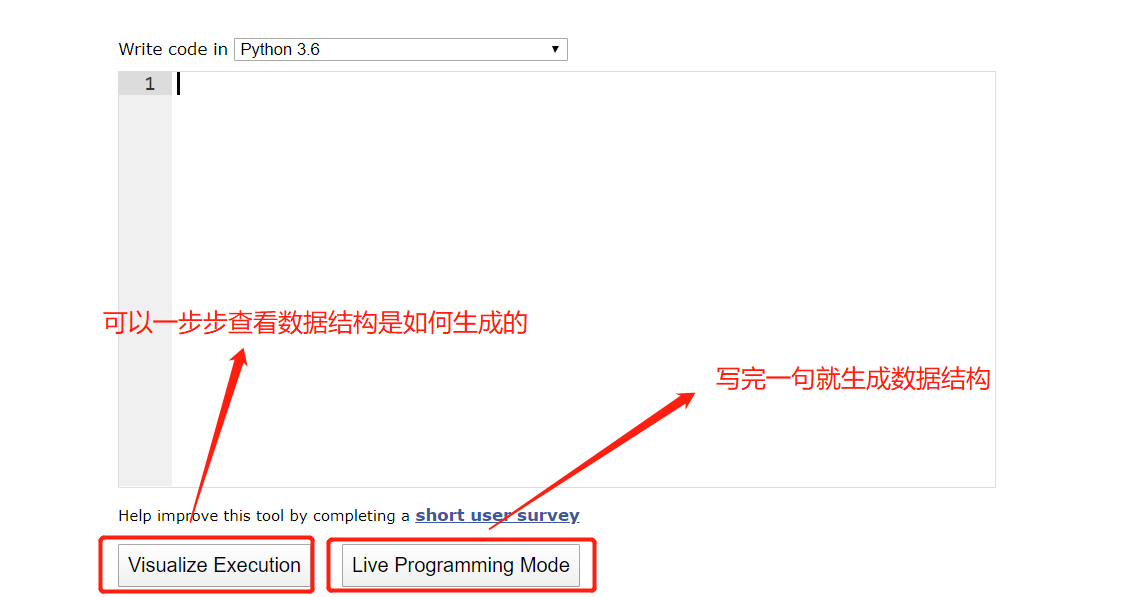 Write code in Python 3.6
1
可以一步步查看数据结构是如何生成的
写完一句就生成数据结构
Help improve this tool by completing a short user survey
Visualize Execution Live Programming Mode